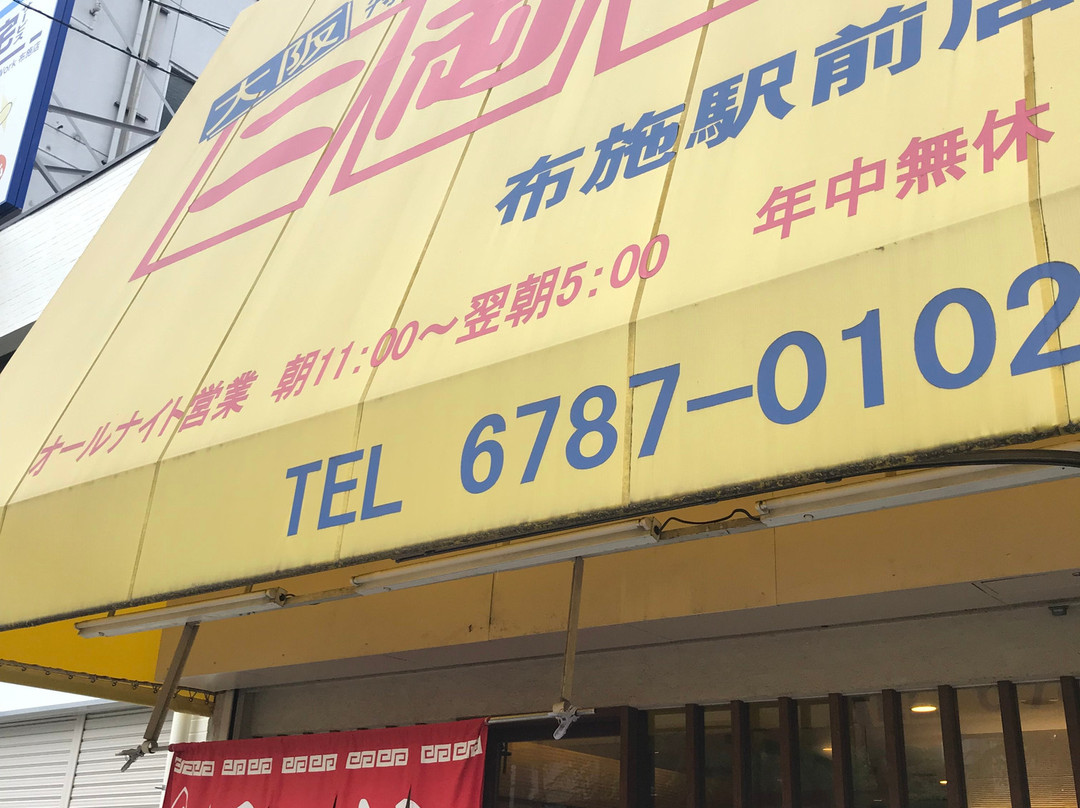 大阪
布施駅前店
年中無休
オールナイト営業 朝11:00〜翌朝5:00
TEL 6787-0102